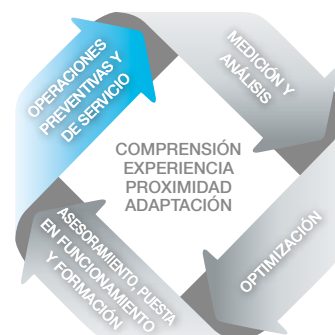 OPERACIONES
PREVENTIVAS Y
DE SERVICIO
MEDICIÓN Y
ANÁLISIS
COMPRENSIÓN
EXPERIENCIA
PROXIMIDAD
ADAPTACIÓN
OPTIMIZACIÓN
ASESORAMIENTO, PUESTA
EN FUNCIONAMIENTO
Y FORMACIÓN